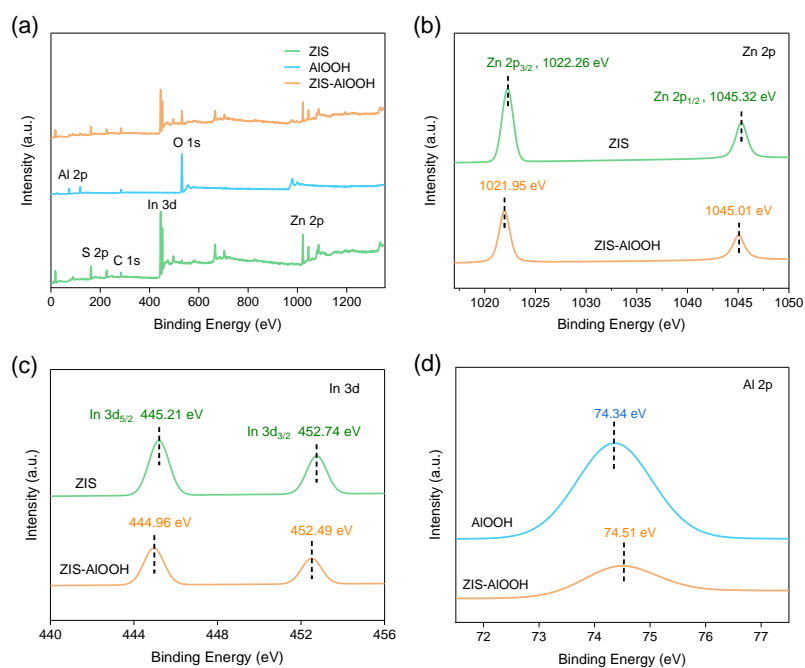 (a)
ZIS
AlOOH
ZIS-AlOOH
O 1s
Al 2p
In 3d
Zn 2p
S 2p
C 1s
Intensity (a.u.)
0 200 400 600 800 1000 1200
Binding Energy (eV)
(b)
Zn 2p
Zn 2p3/2 , 1022.26 eV
Zn 2p1/2 , 1045.32 eV
ZIS
1021.95 eV
1045.01 eV
ZIS-AlOOH
Intensity (a.u.)
1020 1025 1030 1035 1040 1045 1050
Binding Energy (eV)
(c)
In 3d
In 3d5/2 445.21 eV
In 3d3/2 452.74 eV
ZIS
444.96 eV
452.49 eV
ZIS-AlOOH
Intensity (a.u.)
440 444 448 452 456
Binding Energy (eV)
(d)
Al 2p
74.34 eV
AlOOH
74.51 eV
ZIS-AlOOH
Intensity (a.u.)
72 73 74 75 76 77
Binding Energy (eV)